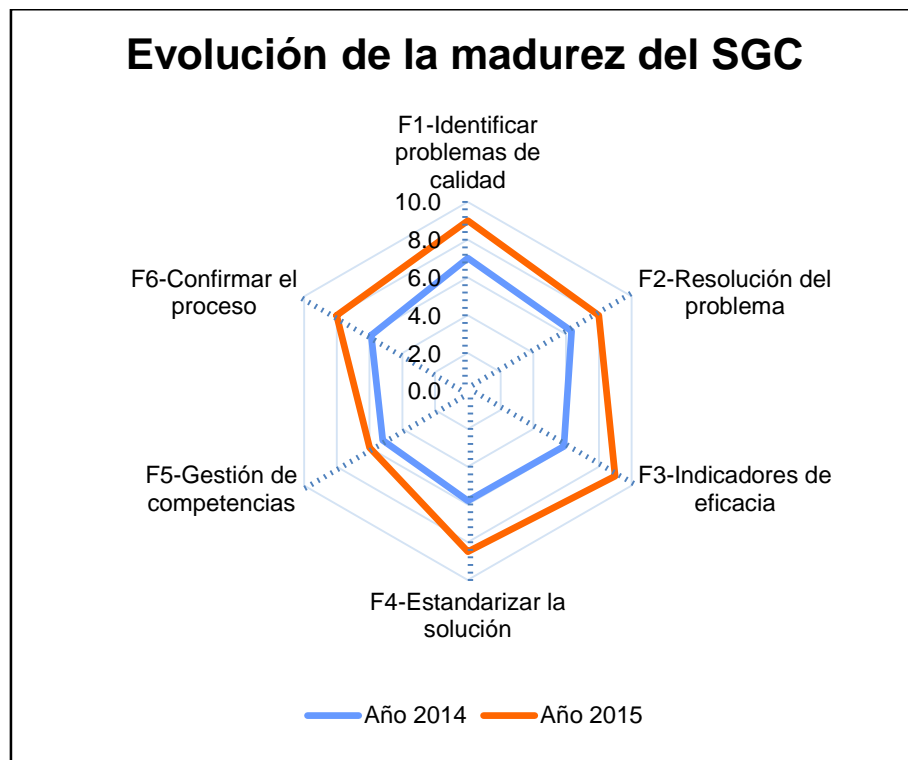 Evolución de la madurez del SGC
F1-Identificar
problemas de
calidad
10.0
8.0
6.0
4.0
2.0
0.0
F2-Resolución del
problema
F3-Indicadores de
eficacia
F4-Estandarizar la
solución
F5-Gestión de
competencias
F6-Confirmar el
proceso
Año 2014
Año 2015